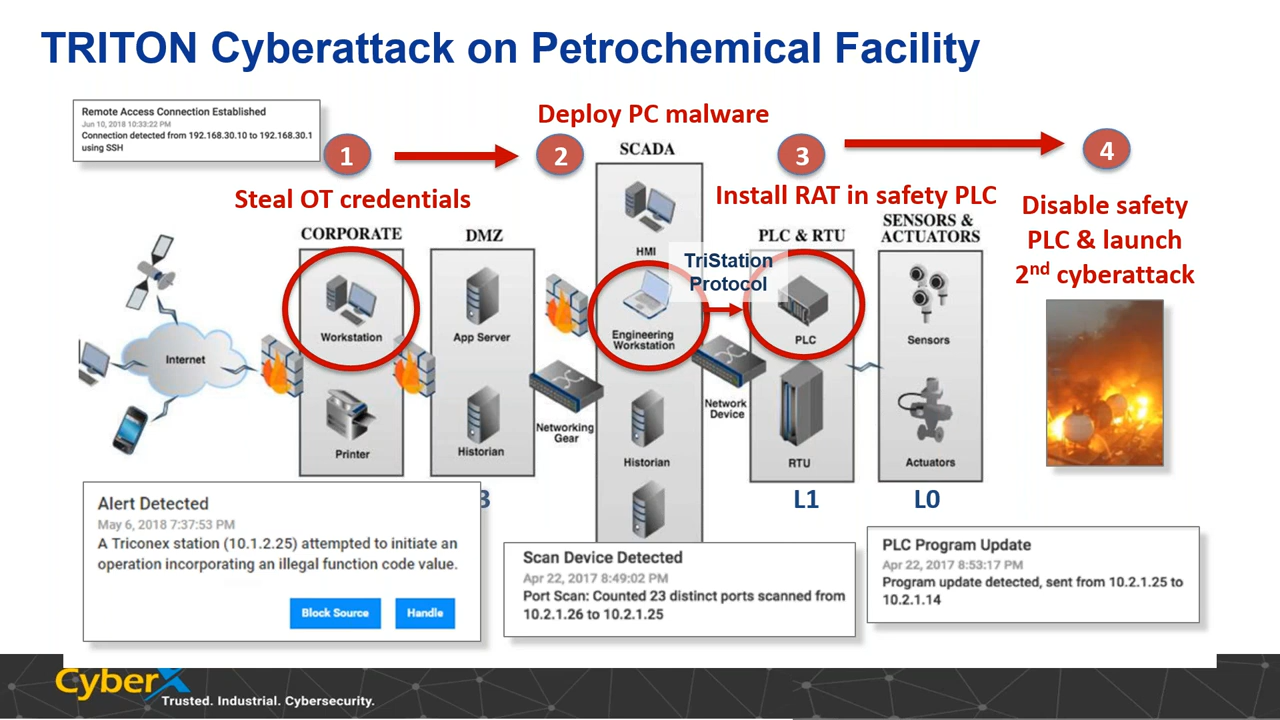 TRITON Cyberattack on Petrochemical Facility
Remote Access Connection Established
Jun 10, 2018 10:33:22 PM
Connection detected from 192.168.30.10 to 192.168.30.1
using SSH
1
Steal OT credentials
Deploy PC malware
2
SCADA
3
Install RAT in safety PLC
4
Disable safety
PLC & launch
2nd cyberattack
CORPORATE
DMZ
PLC & RTU
SENSORS &
ACTUATORS
HMI
TriStation
Protocol
Workstation
App Server
Engineering
Workstation
PLC
Sensors
Internet
Network
Device
Networking
Gear
Printer
Historian
Historian
RTU
Actuators
3
L1
L0
Alert Detected
May 6, 2018 7:37:53 PM
A Triconex station (10.1.2.25) attempted to initiate an
operation incorporating an illegal function code value.
Block Source
Handle
Scan Device Detected
Apr 22, 2017 8:49:02 PM
Port Scan: Counted 23 distinct ports scanned from
10.2.1.26 to 10.2.1.25
PLC Program Update
Apr 22, 2017 8:53:17 PM
Program update detected, sent from 10.2.1.25 to
10.2.1.14
CyberX
Trusted. Industrial. Cybersecurity.